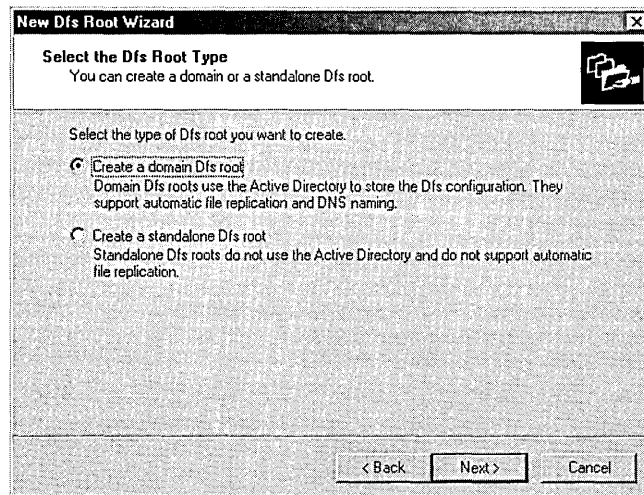 New Dfs Root Wizard
Select the Dfs Root Type
You can create a domain or a standalone Dfs root.
Select the type of Dfs root you want to create.
Create a domain Dfs root
Domain Dfs roots use the Active Directory to store the Dfs configuration. They
support automatic file replication and DNS naming.
Create a standalone Dfs root
Standalone Dfs roots do not use the Active Directory and do not support automatic
file replication.
< Back
Next >
Cancel